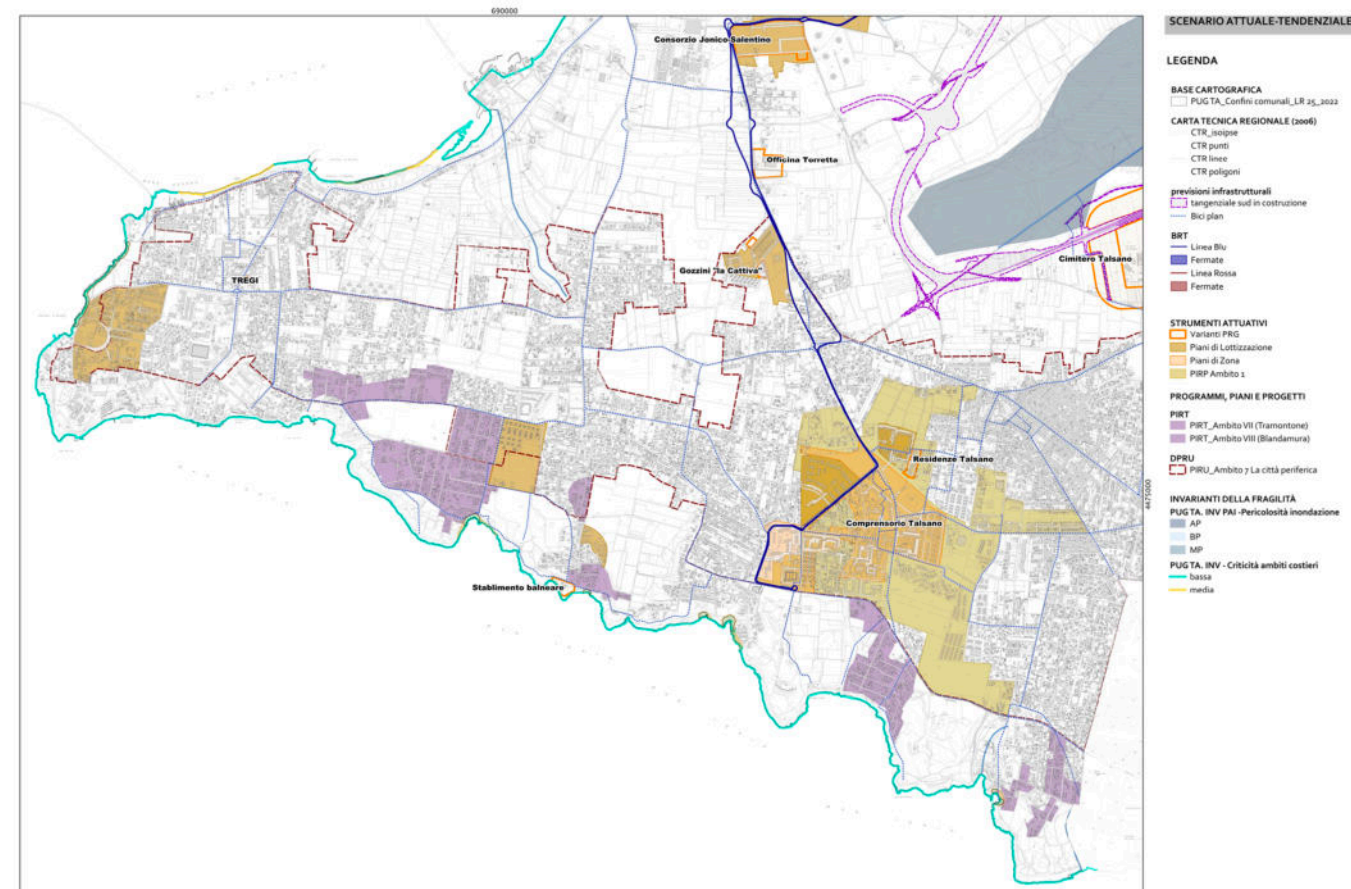 690000
SCENARIO ATTUALE-TENDENZIALE
Consorzio Jonico Salentino
Officina Torretta
Cimitero Talsano
Gozzini "la Cattiva"
TREGI
Residenze Talsano
4475000
Comprensorio Talsano
Stablimento balneare
LEGENDA
BASE CARTOGRAFICA
PUG TA_Confini comunali_LR 25_2022
CARTA TECNICA REGIONALE (2006)
CTR_isoipse
CTR punti
CTR linee
CTR poligoni
previsioni infrastrutturali
tangenziale sud in costruzione
Bici plan
BRT
Linea Blu
Fermate
Linea Rossa
Fermate
STRUMENTI ATTUATIVI
Varianti PRG
Piani di Lottizzazione
Piani di Zona
PIRP Ambito 1
PROGRAMMI, PIANI E PROGETTI
PIRT
PIRT_Ambito VII (Tramontone)
PIRT_Ambito VIII (Blandamura)
DPRU
PIRU_Ambito 7 La città periferica
INVARIANTI DELLA FRAGILITÀ
PUG TA. INV PAI -Pericolosità inondazione
AP
BP
MP
PUG TA. INV - Criticità ambiti costieri
bassa
media